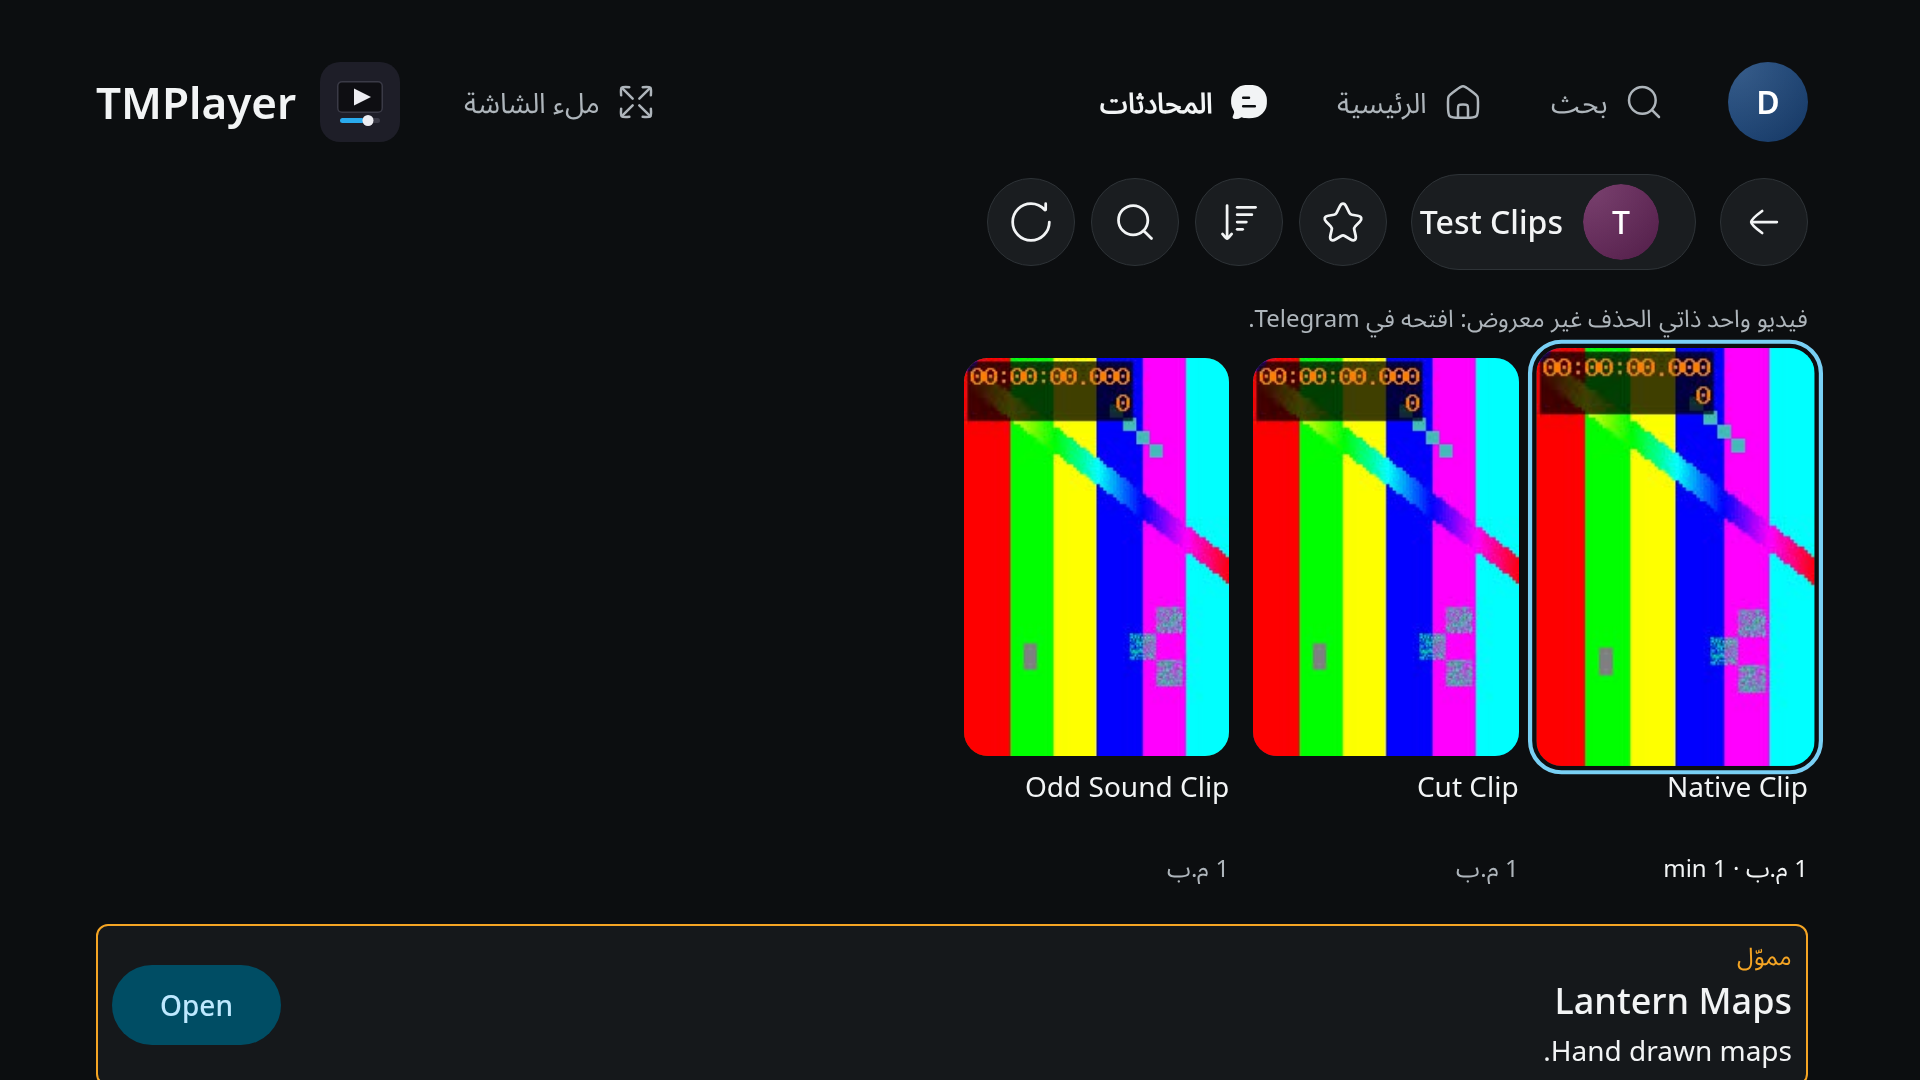 D
بحث
الرئيسية
المحادثات
ملء الشاشة
TMPlayer
T
Test Clips
فيديو واحد ذاتي الحذف غير معروض: افتحه في Telegram.
00:00:00.000
0
00:00:00.000
0
00:00:00.000
0
Native Clip
Cut Clip
Odd Sound Clip
1 م.ب · 1 min
1 م.ب
1 م.ب
مموّل
Lantern Maps
Hand drawn maps.
Open